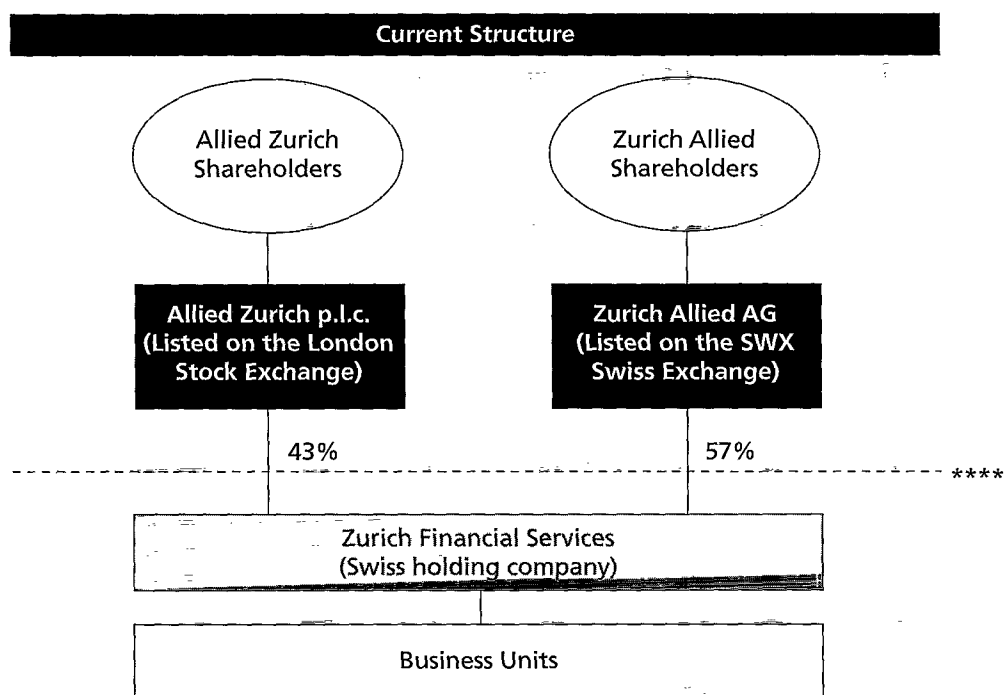 Current Structure
Allied Zurich
Shareholders
Zurich Allied
Shareholders
Allied Zurich p.l.c.
(Listed on the London
Stock Exchange)
Zurich Allied AG
(Listed on the SWX
Swiss Exchange)
43%
57%
****
Zurich Financial Services
(Swiss holding company)
Business Units